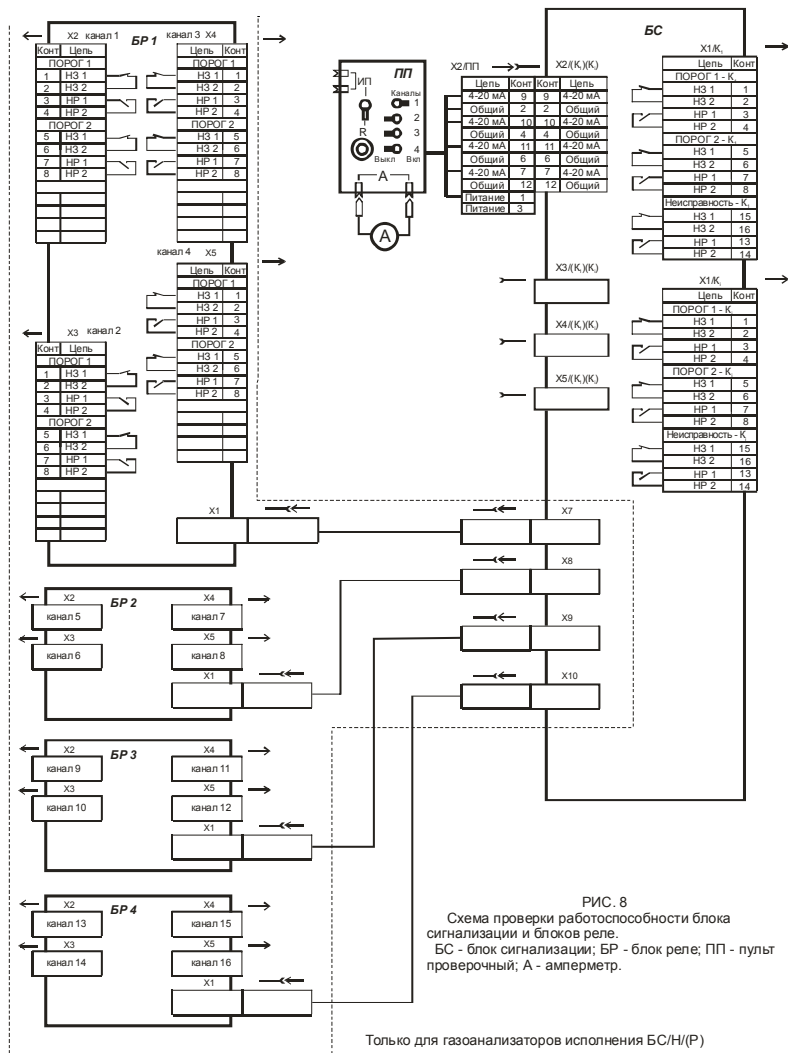 X2 канал 1
БР 1
канал 3 X4
Конт Цепь
ПОРОГ 1
1 НЗ 1
2 НЗ 2
3 НР 1
4 НР 2
ПОРОГ 2
5 НЗ 1
6 НЗ 2
7 НР 1
8 НР 2
Цепь Конт
ПОРОГ 1
НЗ 1 1
НЗ 2 2
НР 1 3
НР 2 4
ПОРОГ 2
НЗ 1 5
НЗ 2 6
НР 1 7
НР 2 8
канал 4 X5
Цепь Конт
ПОРОГ 1
НЗ 1 1
НЗ 2 2
НР 1 3
НР 2 4
ПОРОГ 2
НЗ 1 5
НЗ 2 6
НР 1 7
НР 2 8
X3 канал 2
Конт Цепь
ПОРОГ 1
1 НЗ 1
2 НЗ 2
3 НР 1
4 НР 2
ПОРОГ 2
5 НЗ 1
6 НЗ 2
7 НР 1
8 НР 2
X1
ПП
ИП
Каналы
1
2
3
4
R
Выкл Вкл
А
А
X2/ПП
X2/(К₁)(К₁)
Цепь Конт Конт Цепь
4-20 мА 9 9 4-20 мА
Общий 2 2 Общий
4-20 мА 10 10 4-20 мА
Общий 4 4 Общий
4-20 мА 11 11 4-20 мА
Общий 6 6 Общий
4-20 мА 7 7 4-20 мА
Общий 12 12 Общий
Питание 1
Питание 3
X3/(К₁)(К₁)
X4/(К₁)(К₁)
X5/(К₁)(К₁)
БС
X1/К
Цепь Конт
ПОРОГ 1 - К
НЗ 1 1
НЗ 2 2
НР 1 3
НР 2 4
ПОРОГ 2 - К
НЗ 1 5
НЗ 2 6
НР 1 7
НР 2 8
Неисправность - К
НЗ 1 15
НЗ 2 16
НР 1 13
НР 2 14
X1/К
Цепь Конт
ПОРОГ 1 - К
НЗ 1 1
НЗ 2 2
НР 1 3
НР 2 4
ПОРОГ 2 - К
НЗ 1 5
НЗ 2 6
НР 1 7
НР 2 8
Неисправность - К
НЗ 1 15
НЗ 2 16
НР 1 13
НР 2 14
X7
X8
X9
X10
БР 2
X2
канал 5
X4
канал 7
X3
канал 6
X5
канал 8
X1
БР 3
X2
канал 9
X4
канал 11
X3
канал 10
X5
канал 12
X1
БР 4
X2
канал 13
X4
канал 15
X3
канал 14
X5
канал 16
X1
РИС. 8
Схема проверки работоспособности блока
сигнализации и блоков реле.
БС - блок сигнализации; БР - блок реле; ПП - пульт
проверочный; А - амперметр.
Только для газоанализаторов исполнения БС/Н/(Р)